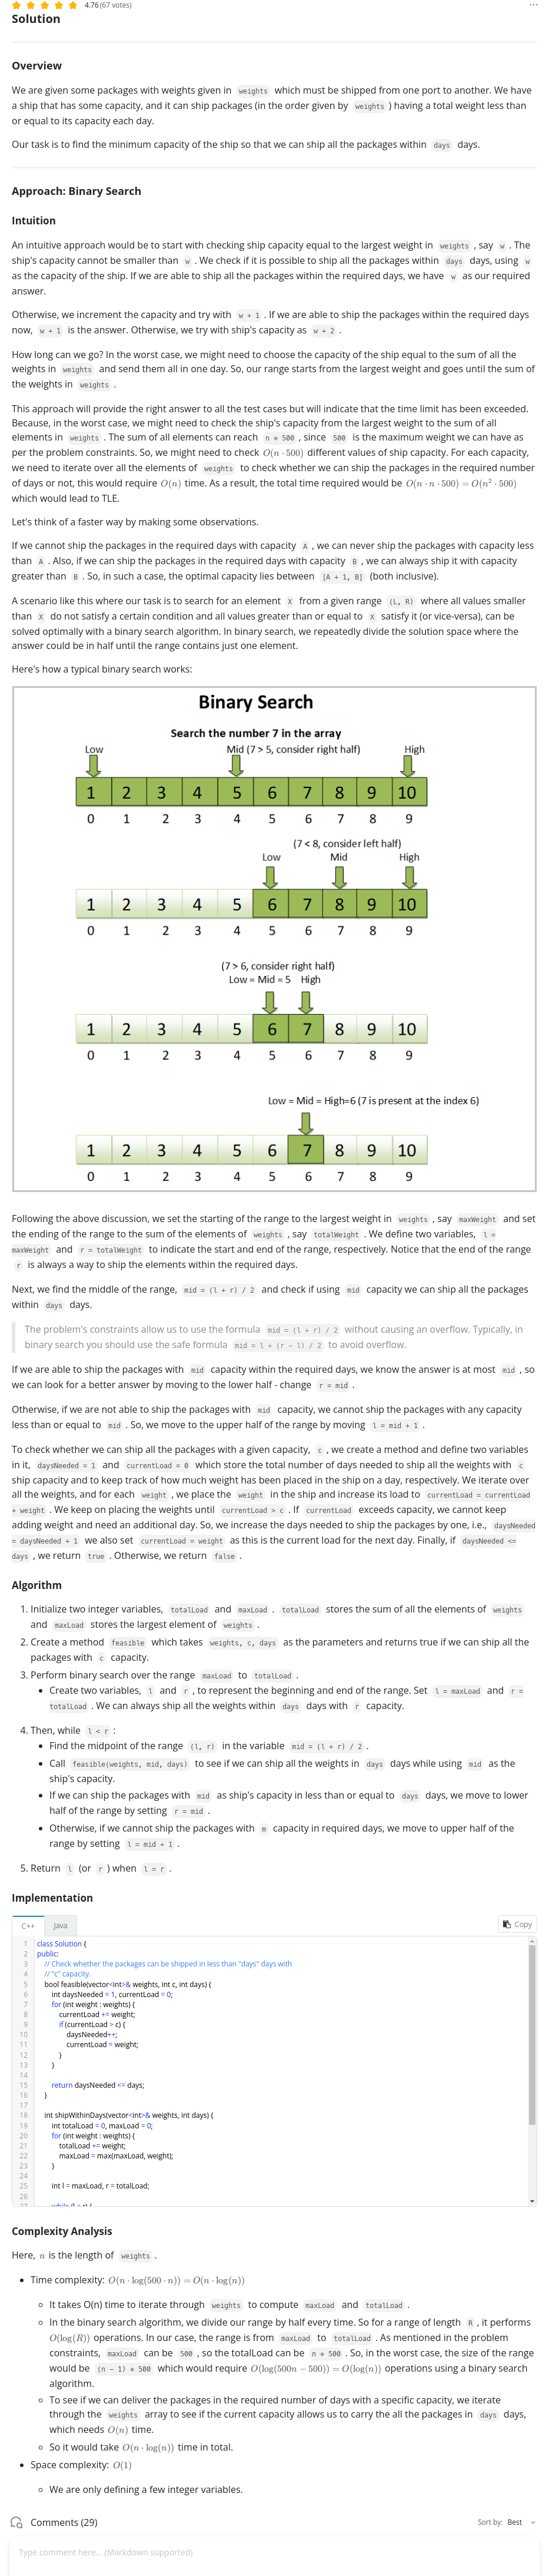 4.76 (67 votes)
Solution
Overview
We are given some packages with weights given in weights which must be shipped from one port to another. We have
a ship that has some capacity, and it can ship packages (in the order given by weights ) having a total weight less than
or equal to its capacity each day.
Our task is to find the minimum capacity of the ship so that we can ship all the packages within days days.
Approach: Binary Search
Intuition
An intuitive approach would be to start with checking ship capacity equal to the largest weight in weights , say w . The
ship's capacity cannot be smaller than w . We check if it is possible to ship all the packages within days days, using w
as the capacity of the ship. If we are able to ship all the packages within the required days, we have w as our required
answer.
Otherwise, we increment the capacity and try with w + 1 . If we are able to ship the packages within the required days
now, w + 1 is the answer. Otherwise, we try with ship's capacity as w + 2 .
How long can we go? In the worst case, we might need to choose the capacity of the ship equal to the sum of all the
weights in weights and send them all in one day. So, our range starts from the largest weight and goes until the sum of
the weights in weights .
This approach will provide the right answer to all the test cases but will indicate that the time limit has been exceeded.
Because, in the worst case, we might need to check the ship's capacity from the largest weight to the sum of all
elements in weights . The sum of all elements can reach n * 500 , since 500 is the maximum weight we can have as
per the problem constraints. So, we might need to check O(n · 500) different values of ship capacity. For each capacity,
we need to iterate over all the elements of weights to check whether we can ship the packages in the required number
of days or not, this would require O(n) time. As a result, the total time required would be O(n · n · 500) = O(n² · 500)
which would lead to TLE.
Let's think of a faster way by making some observations.
If we cannot ship the packages in the required days with capacity A , we can never ship the packages with capacity less
than A . Also, if we can ship the packages in the required days with capacity B , we can always ship it with capacity
greater than B . So, in such a case, the optimal capacity lies between [A + 1, B] (both inclusive).
A scenario like this where our task is to search for an element X from a given range (L, R) where all values smaller
than X do not satisfy a certain condition and all values greater than or equal to X satisfy it (or vice-versa), can be
solved optimally with a binary search algorithm. In binary search, we repeatedly divide the solution space where the
answer could be in half until the range contains just one element.
Here's how a typical binary search works:
Binary Search
Search the number 7 in the array
Low Mid (7 > 5, consider right half) High
1 2 3 4 5 6 7 8 9 10
0 1 2 3 4 5 6 7 8 9
(7 < 8, consider left half)
Low Mid High
1 2 3 4 5 6 7 8 9 10
0 1 2 3 4 5 6 7 8 9
(7 > 6, consider right half)
Low = Mid = 5 High
1 2 3 4 5 6 7 8 9 10
0 1 2 3 4 5 6 7 8 9
Low = Mid = High=6 (7 is present at the index 6)
1 2 3 4 5 6 7 8 9 10
0 1 2 3 4 5 6 7 8 9
Following the above discussion, we set the starting of the range to the largest weight in weights , say maxWeight and set
the ending of the range to the sum of the elements of weights , say totalWeight . We define two variables, l =
maxWeight and r = totalWeight to indicate the start and end of the range, respectively. Notice that the end of the range
r is always a way to ship the elements within the required days.
Next, we find the middle of the range, mid = (l + r) / 2 and check if using mid capacity we can ship all the packages
within days days.
The problem's constraints allow us to use the formula mid = (l + r) / 2 without causing an overflow. Typically, in
binary search you should use the safe formula mid = l + (r − l) / 2 to avoid overflow.
If we are able to ship the packages with mid capacity within the required days, we know the answer is at most mid , so
we can look for a better answer by moving to the lower half - change r = mid .
Otherwise, if we are not able to ship the packages with mid capacity, we cannot ship the packages with any capacity
less than or equal to mid . So, we move to the upper half of the range by moving l = mid + 1 .
To check whether we can ship all the packages with a given capacity, c , we create a method and define two variables
in it, daysNeeded = 1 and currentLoad = 0 which store the total number of days needed to ship all the weights with c
ship capacity and to keep track of how much weight has been placed in the ship on a day, respectively. We iterate over
all the weights, and for each weight , we place the weight in the ship and increase its load to currentLoad = currentLoad
+ weight . We keep on placing the weights until currentLoad > c . If currentLoad exceeds capacity, we cannot keep
adding weight and need an additional day. So, we increase the days needed to ship the packages by one, i.e., daysNeeded
= daysNeeded + 1 we also set currentLoad = weight as this is the current load for the next day. Finally, if daysNeeded <=
days , we return true . Otherwise, we return false .
Algorithm
1. Initialize two integer variables, totalLoad and maxLoad . totalLoad stores the sum of all the elements of weights
and maxLoad stores the largest element of weights .
2. Create a method feasible which takes weights, c, days as the parameters and returns true if we can ship all the
packages with c capacity.
3. Perform binary search over the range maxLoad to totalLoad .
• Create two variables, l and r , to represent the beginning and end of the range. Set l = maxLoad and r =
totalLoad . We can always ship all the weights within days days with r capacity.
4. Then, while l < r :
• Find the midpoint of the range (l, r) in the variable mid = (l + r) / 2 .
• Call feasible(weights, mid, days) to see if we can ship all the weights in days days while using mid as the
ship's capacity.
• If we can ship the packages with mid as ship's capacity in less than or equal to days days, we move to lower
half of the range by setting r = mid .
• Otherwise, if we cannot ship the packages with m capacity in required days, we move to upper half of the
range by setting l = mid + 1 .
5. Return l (or r ) when l = r .
Implementation
C++ Java Copy
1 class Solution {
2 public:
3 // Check whether the packages can be shipped in less than "days" days with
4 // "c" capacity.
5 bool feasible(vector<int>& weights, int c, int days) {
6 int daysNeeded = 1, currentLoad = 0;
7 for (int weight : weights) {
8 currentLoad += weight;
9 if (currentLoad > c) {
10 daysNeeded++;
11 currentLoad = weight;
12 }
13 }
14
15 return daysNeeded <= days;
16 }
17
18 int shipWithinDays(vector<int>& weights, int days) {
19 int totalLoad = 0, maxLoad = 0;
20 for (int weight : weights) {
21 totalLoad += weight;
22 maxLoad = max(maxLoad, weight);
23 }
24
25 int l = maxLoad, r = totalLoad;
26
27 while (l < r) {
Complexity Analysis
Here, n is the length of weights .
• Time complexity: O(n · log(500 · n)) = O(n · log(n))
◦ It takes O(n) time to iterate through weights to compute maxLoad and totalLoad .
◦ In the binary search algorithm, we divide our range by half every time. So for a range of length R , it performs
O(log(R)) operations. In our case, the range is from maxLoad to totalLoad . As mentioned in the problem
constraints, maxLoad can be 500 , so the totalLoad can be n * 500 . So, in the worst case, the size of the range
would be (n − 1) * 500 which would require O(log(500n − 500)) = O(log(n)) operations using a binary search
algorithm.
◦ To see if we can deliver the packages in the required number of days with a specific capacity, we iterate
through the weights array to see if the current capacity allows us to carry the all the packages in days days,
which needs O(n) time.
◦ So it would take O(n · log(n)) time in total.
• Space complexity: O(1)
◦ We are only defining a few integer variables.
Comments (29) Sort by: Best
Type comment here... (Markdown supported)